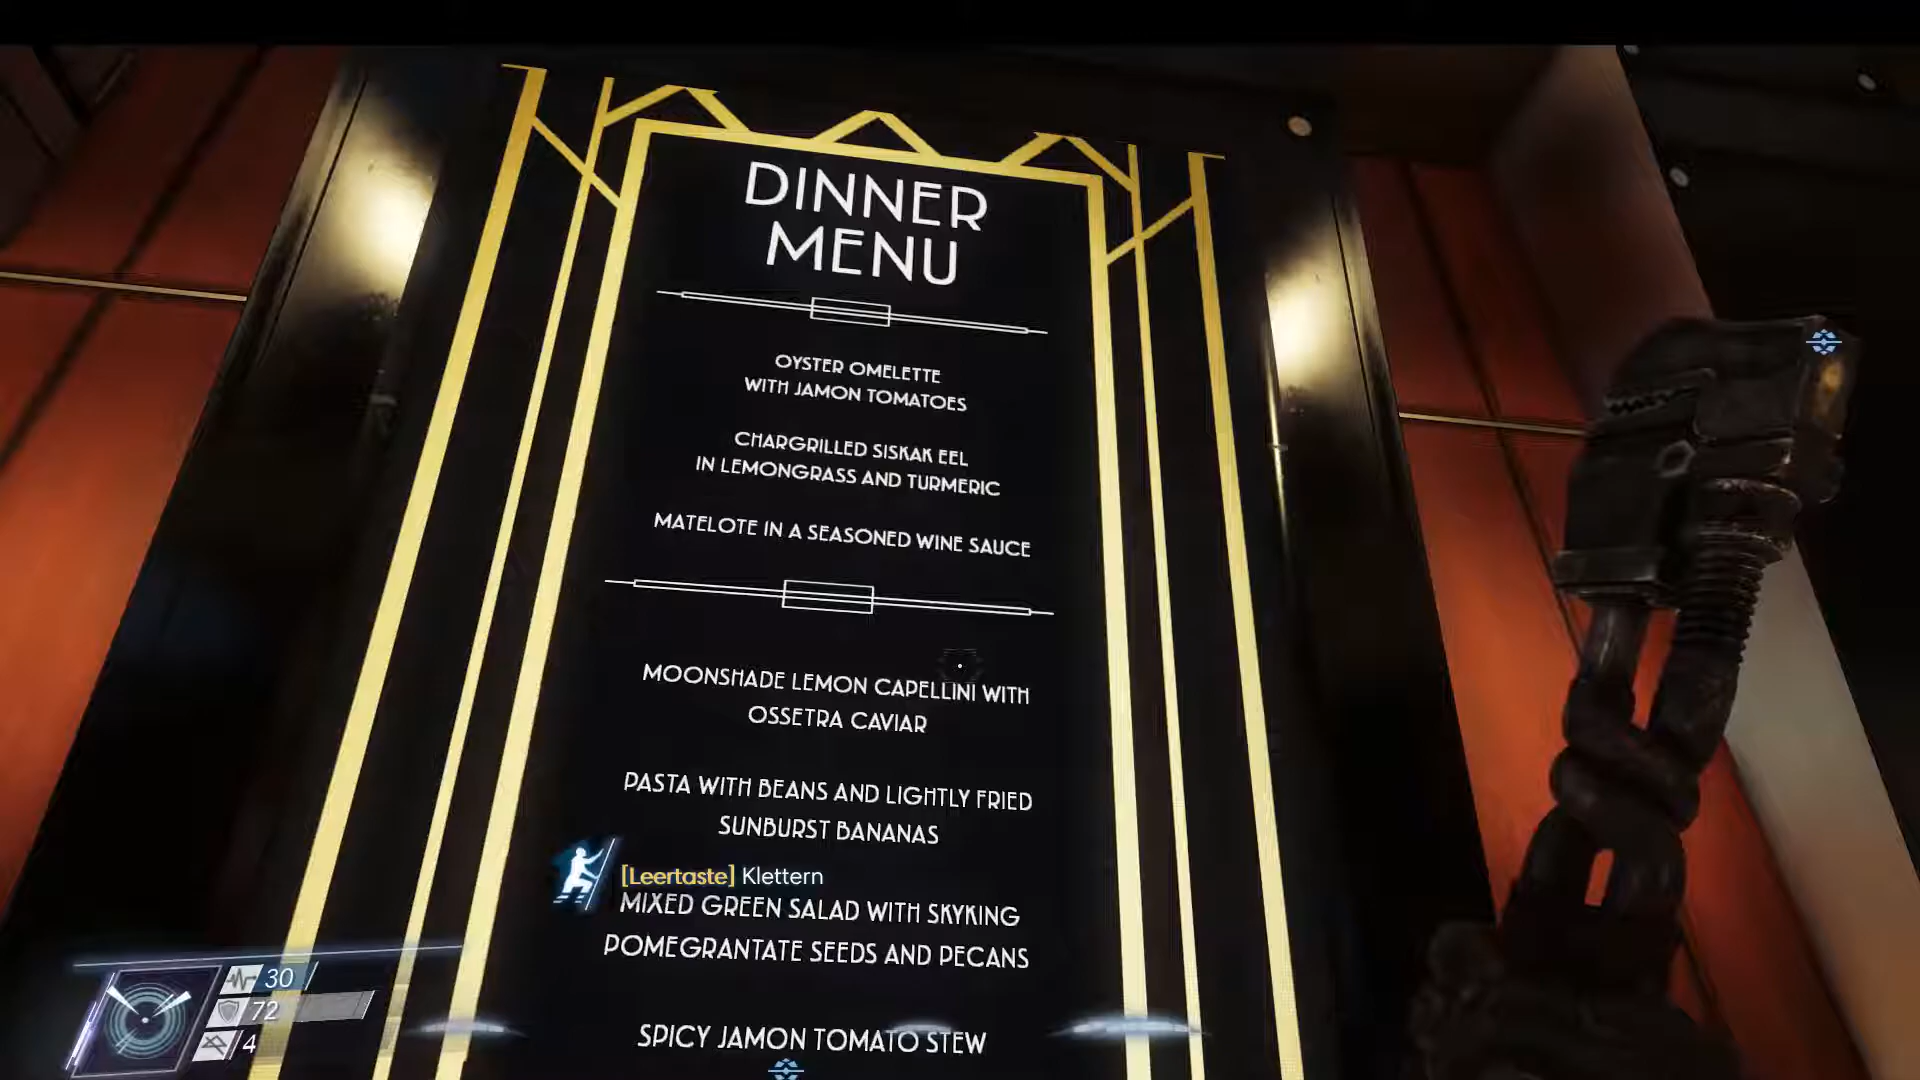 DINNER
MENU
OYSTER OMELETTE
WITH JAMON TOMATOES
CHARGRILLED SISKAK EEL
IN LEMONGRASS AND TURMERIC
MATELOTE IN A SEASONED WINE SAUCE
MOONSHADE LEMON CAPELLINI WITH
OSSETRA CAVIAR
PASTA WITH BEANS AND LIGHTLY FRIED
SUNBURST BANANAS
[Leertaste] Klettern
MIXED GREEN SALAD WITH SKYKING
POMEGRANTATE SEEDS AND PECANS
SPICY JAMON TOMATO STEW
30
72
4